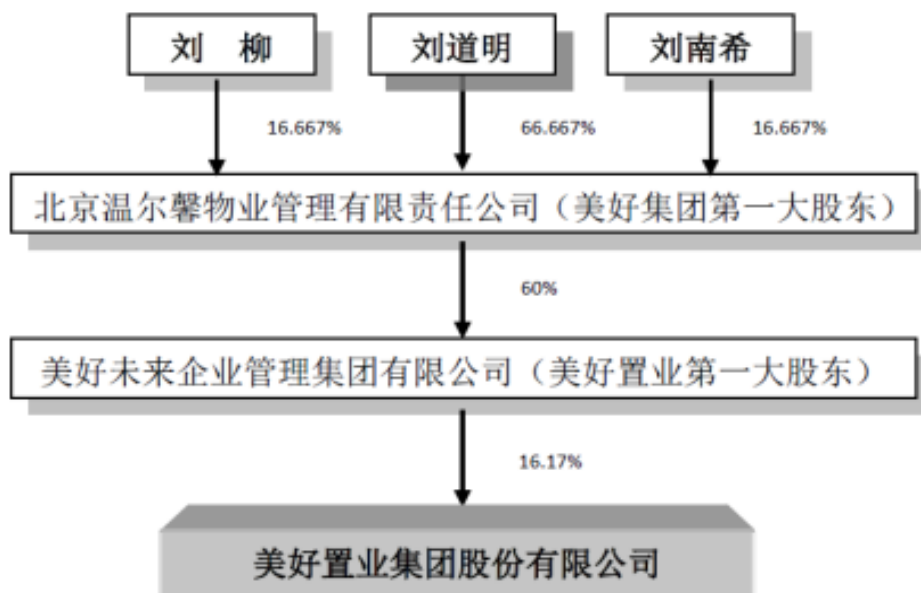 刘 柳
刘道明
刘南希
16.667%
66.667%
16.667%
北京温尔馨物业管理有限责任公司（美好集团第一大股东）
60%
美好未来企业管理集团有限公司（美好置业第一大股东）
16.17%
美好置业集团股份有限公司